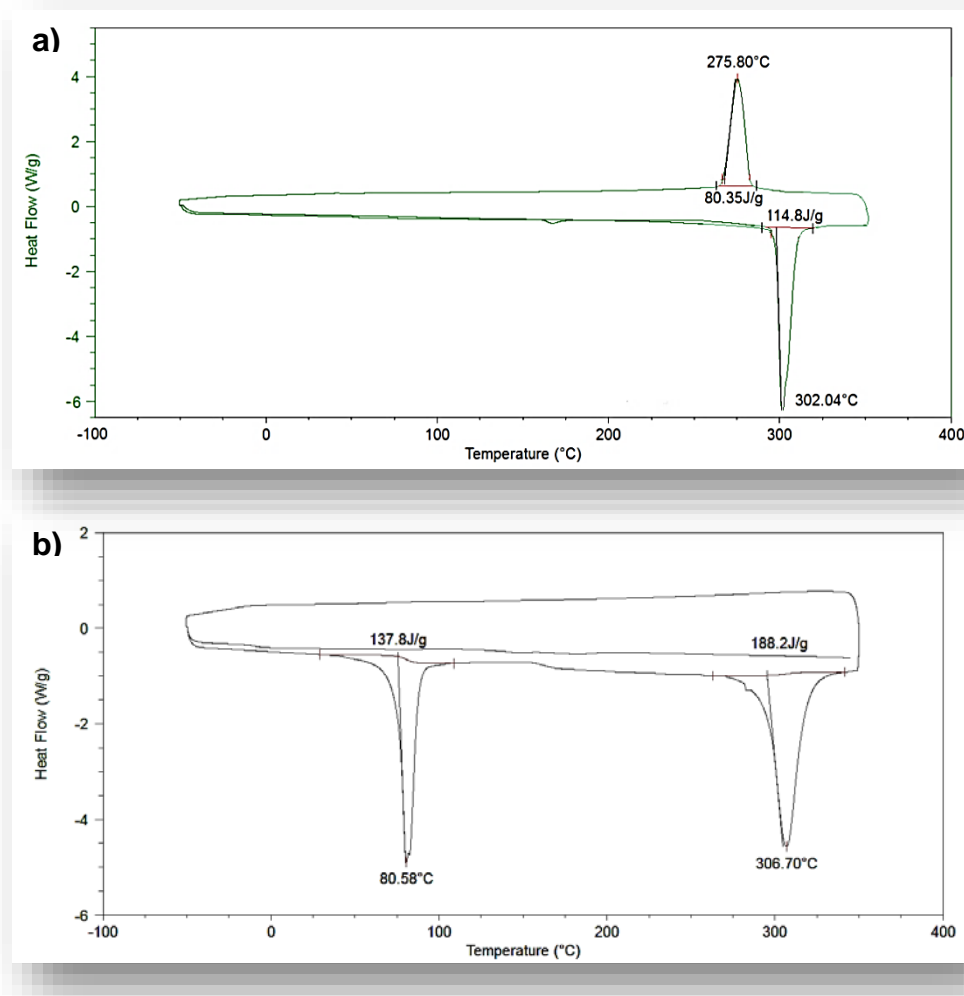 a)
275.80°C
4
2
80.35J/g
114.8J/g
0
-2
-4
-6
302.04°C
Heat Flow (W/g)
-100
0
100
200
300
400
Temperature (°C)
b)
2
137.8J/g
188.2J/g
0
-2
-4
-6
80.58°C
306.70°C
Heat Flow (W/g)
-100
0
100
200
300
400
Temperature (°C)